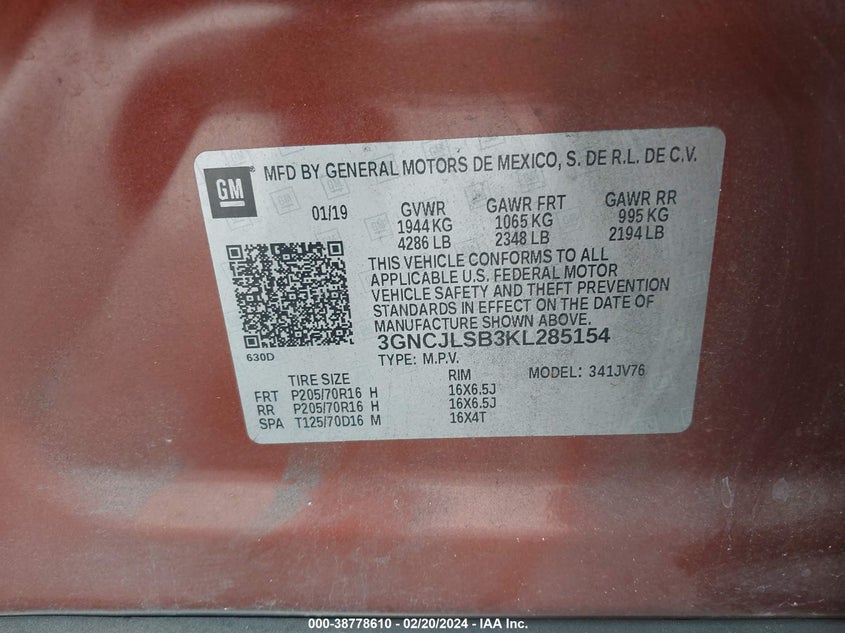 GM ® MFD BY GENERAL MOTORS DE MEXICO, S. DE R.L. DE C.V.
01/19 GVWR GAWR FRT GAWR RR
1944 KG 1065 KG 995 KG
4286 LB 2348 LB 2194 LB
THIS VEHICLE CONFORMS TO ALL
APPLICABLE U.S. FEDERAL MOTOR
VEHICLE SAFETY AND THEFT PREVENTION
STANDARDS IN EFFECT ON THE DATE OF
MANUFACTURE SHOWN ABOVE.
3GNCJLSB3KL285154
630D
TYPE: M.P.V. MODEL: 341JV76
TIRE SIZE RIM
FRT P205/70R16 H 16X6.5J
RR P205/70R16 H 16X6.5J
SPA T125/70D16 M 16X4T
000-38778610 - 02/20/2024 - IAA Inc.